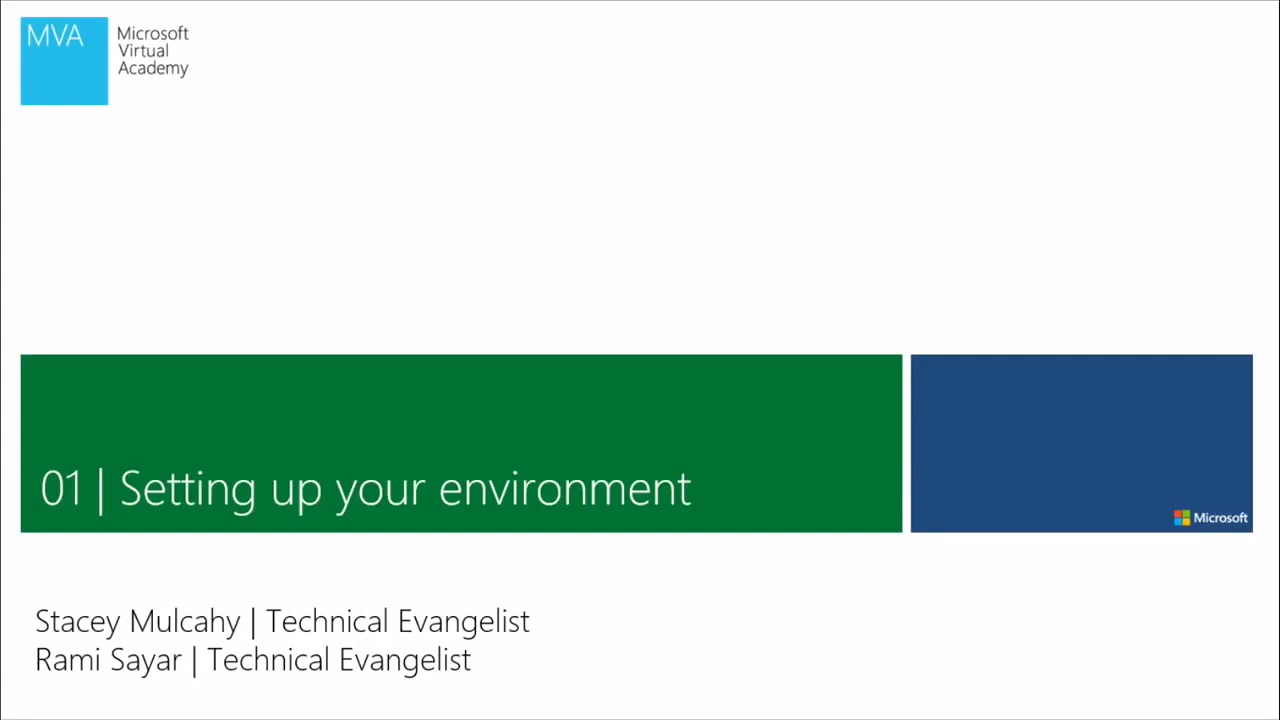 MVA
Microsoft
Virtual
Academy
01 | Setting up your environment
Microsoft
Stacey Mulcahy | Technical Evangelist
Rami Sayar | Technical Evangelist